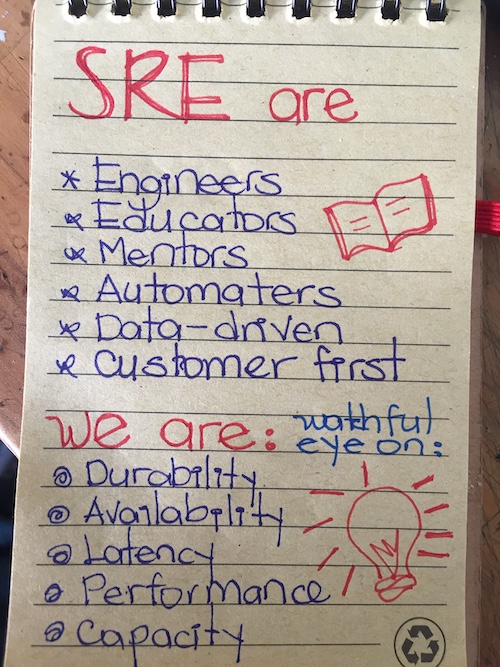 SRE are
* Engineers
* Educators
* Mentors
* Automaters
* Data-driven
* Customer first
we are: wathful
eye on:
Durability
Availability
Latency
Performance
Capacity